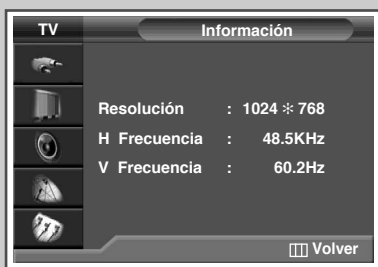 TV Información
Resolución : 1024 ✻ 768
H Frecuencia : 48.5KHz
V Frecuencia : 60.2Hz
Volver